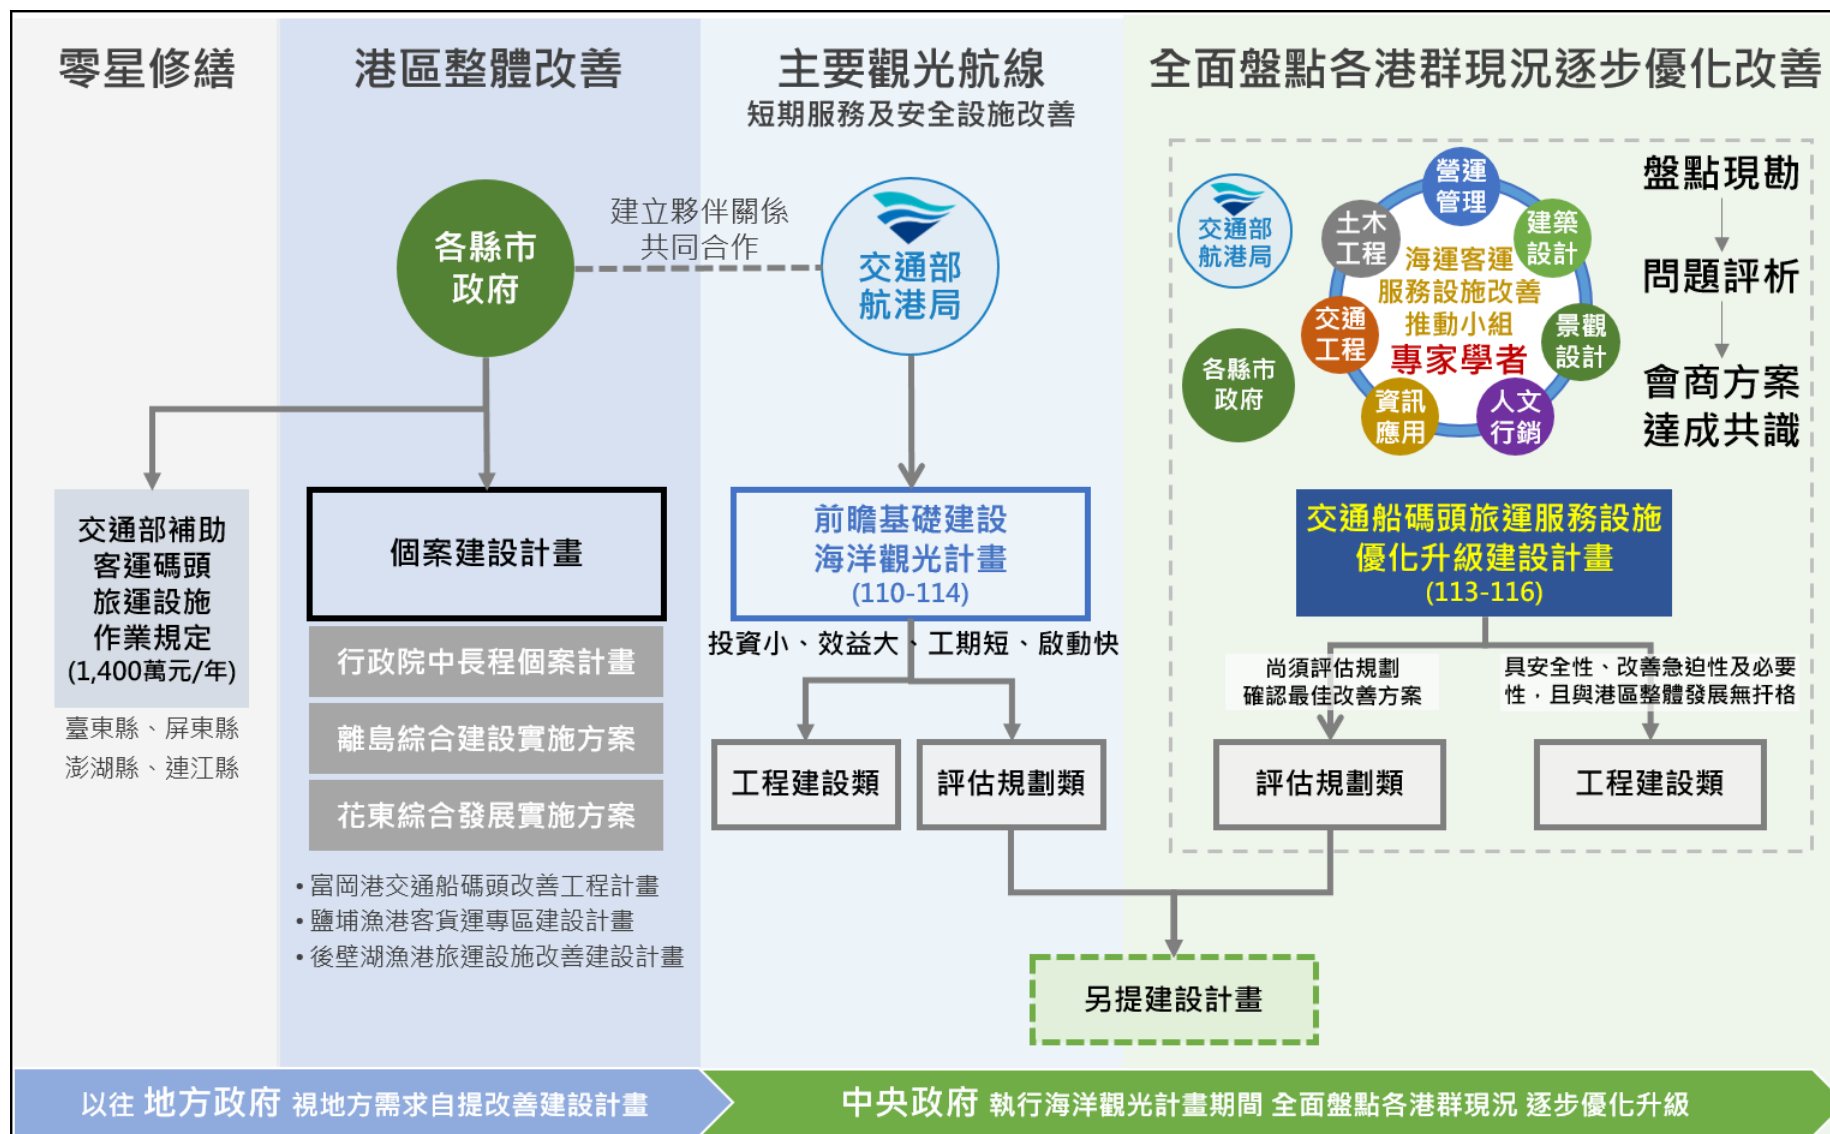 零星修繕
港區整體改善
主要觀光航線
短期服務及安全設施改善
全面盤點各港群現況逐步優化改善
各縣市
政府
建立夥伴關係
共同合作
交通部
航港局
交通部
航港局
各縣市
政府
營運
管理
土木
工程
建築
設計
交通
工程
景觀
設計
資訊
應用
人文
行銷
海運客運
服務設施改善
推動小組
專家學者
盤點現勘
問題評析
會商方案
達成共識
交通部補助
客運碼頭
旅運設施
作業規定
(1,400萬元/年)
臺東縣、屏東縣
澎湖縣、連江縣
個案建設計畫
行政院中長程個案計畫
離島綜合建設實施方案
花東綜合發展實施方案
• 富岡港交通船碼頭改善工程計畫
• 鹽埔漁港客貨運專區建設計畫
• 後壁湖漁港旅運設施改善建設計畫
前瞻基礎建設
海洋觀光計畫
(110-114)
投資小、效益大、工期短、啟動快
工程建設類
評估規劃類
交通船碼頭旅運服務設施
優化升級建設計畫
(113-116)
尚須評估規劃
確認最佳改善方案
具安全性、改善急迫性及必要
性，且與港區整體發展無扞格
評估規劃類
工程建設類
另提建設計畫
以往 地方政府 視地方需求自提改善建設計畫
中央政府 執行海洋觀光計畫期間 全面盤點各港群現況 逐步優化升級